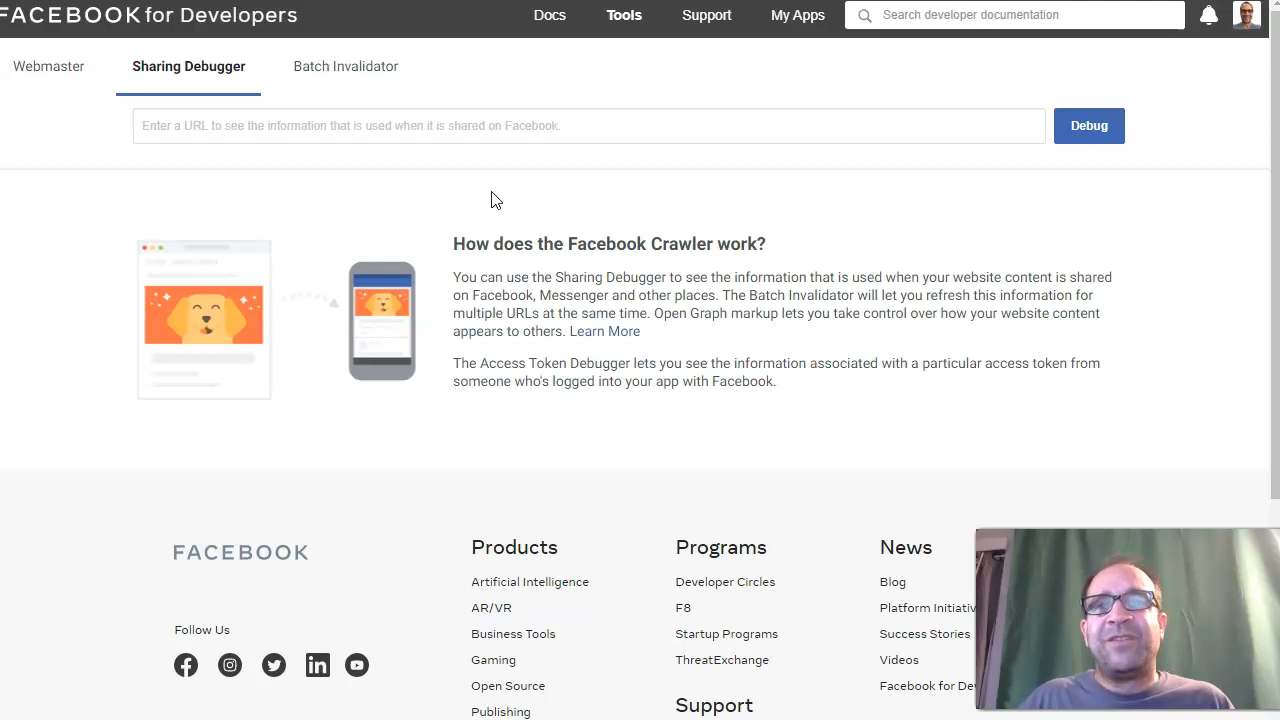 FACEBOOK for Developers
Docs
Tools
Support
My Apps
Search developer documentation
Webmaster
Sharing Debugger
Batch Invalidator
Enter a URL to see the information that is used when it is shared on Facebook.
Debug
How does the Facebook Crawler work?
You can use the Sharing Debugger to see the information that is used when your website content is shared
on Facebook, Messenger and other places. The Batch Invalidator will let you refresh this information for
multiple URLs at the same time. Open Graph markup lets you take control over how your website content
appears to others. Learn More
The Access Token Debugger lets you see the information associated with a particular access token from
someone who's logged into your app with Facebook.
FACEBOOK
Follow Us
Products
Artificial Intelligence
AR/VR
Business Tools
Gaming
Open Source
Publishing
Programs
Developer Circles
F8
Startup Programs
ThreatExchange
Support
News
Blog
Platform Initiativ
Success Stories
Videos
Facebook for Dev